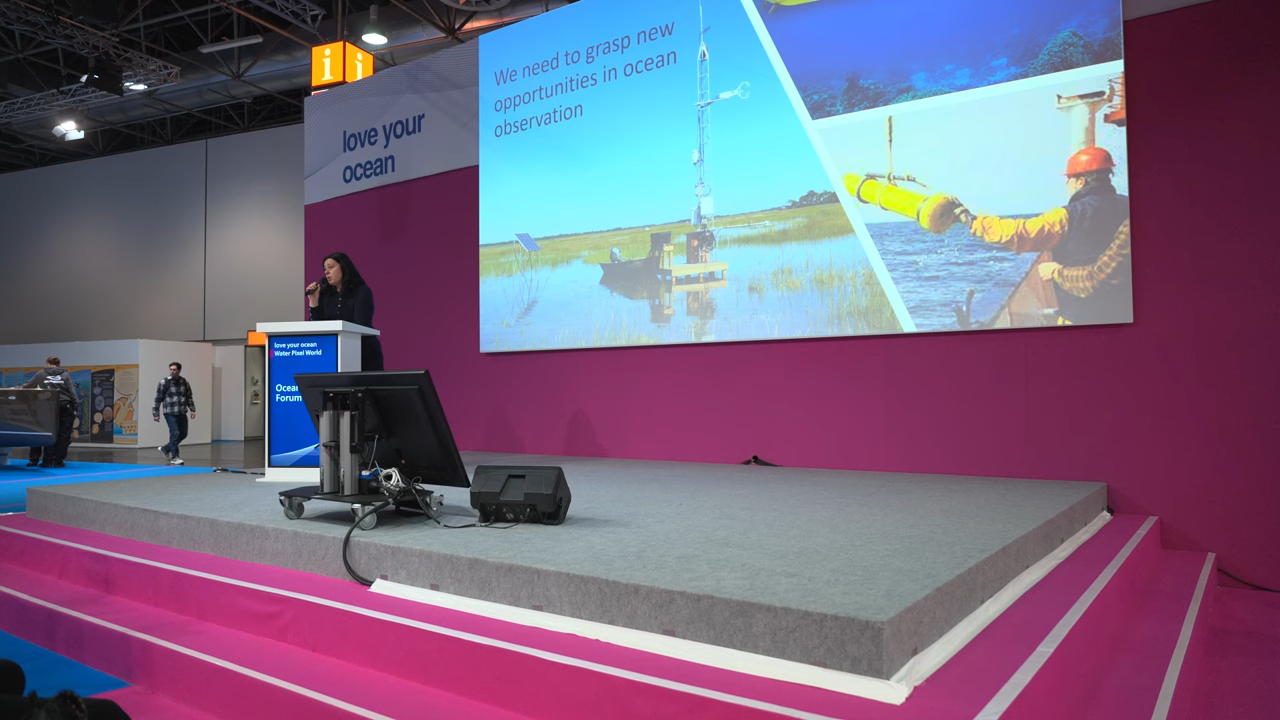 i i
We need to grasp new
opportunities in ocean
observation
love your
ocean
love your ocean
Water Pixel World
Ocea
Forum